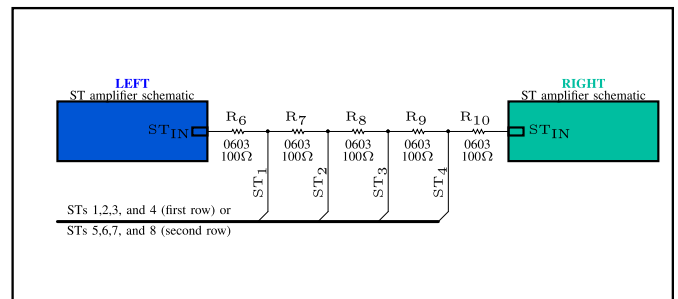 LEFT
ST amplifier schematic
RIGHT
ST amplifier schematic
ST_IN
R_6
R_7
R_8
R_9
R_10
ST_IN
0603
100Ω
0603
100Ω
0603
100Ω
0603
100Ω
0603
100Ω
ST_1
ST_2
ST_3
ST_4
STs 1,2,3, and 4 (first row) or
STs 5,6,7, and 8 (second row)